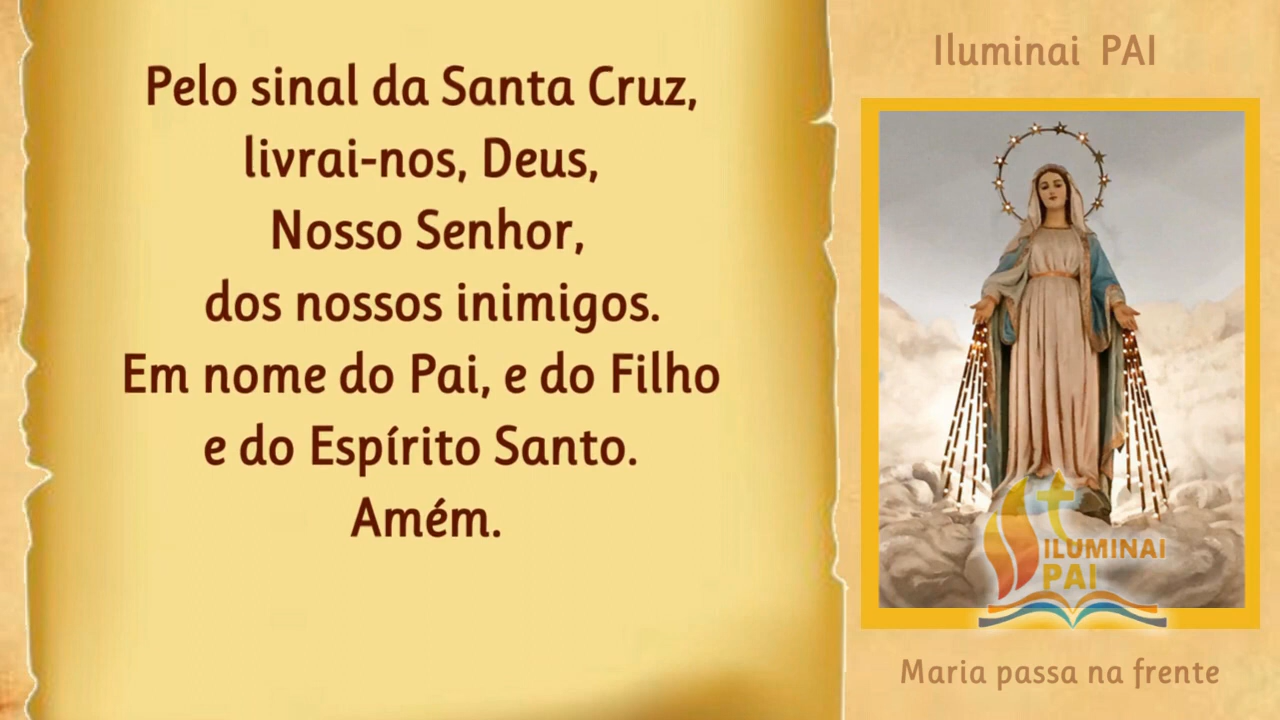 Pelo sinal da Santa Cruz,
livrai-nos, Deus,
Nosso Senhor,
dos nossos inimigos.
Em nome do Pai, e do Filho
e do Espírito Santo.
Amém.
Iluminai PAI
ILUMINAI
PAI
Maria passa na frente